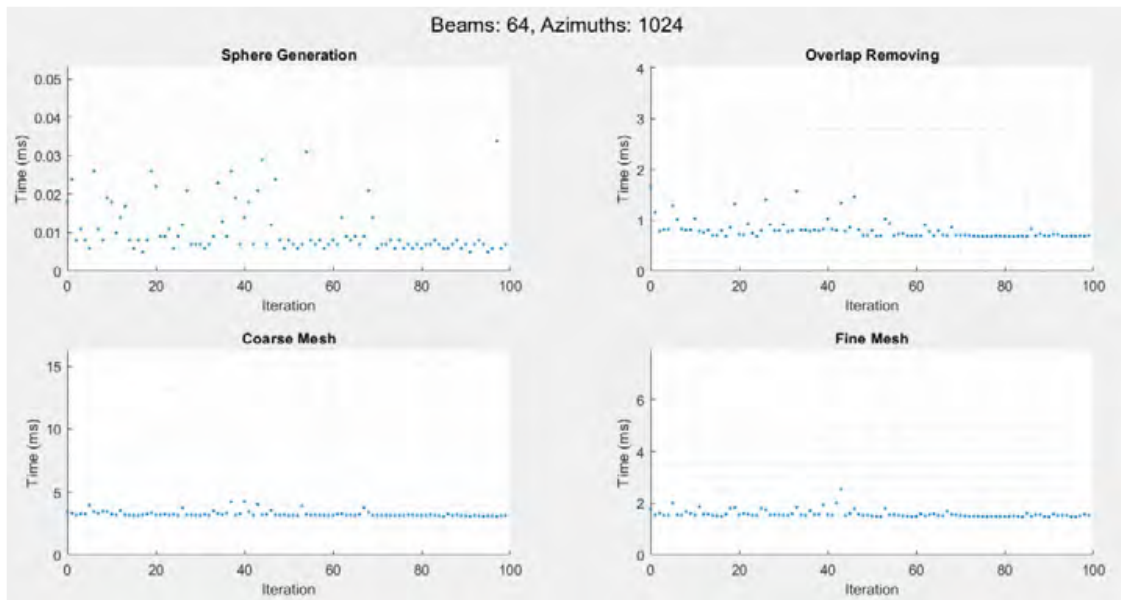 Beams: 64, Azimuths: 1024
Sphere Generation
Time (ms)
0.05
0.04
0.03
0.02
0.01
0
0 20 40 60 80 100
Iteration
Overlap Removing
Time (ms)
4
3
2
1
0
0 20 40 60 80 100
Iteration
Coarse Mesh
Time (ms)
15
10
5
0
0 20 40 60 80 100
Iteration
Fine Mesh
Time (ms)
6
4
2
0
0 20 40 60 80 100
Iteration